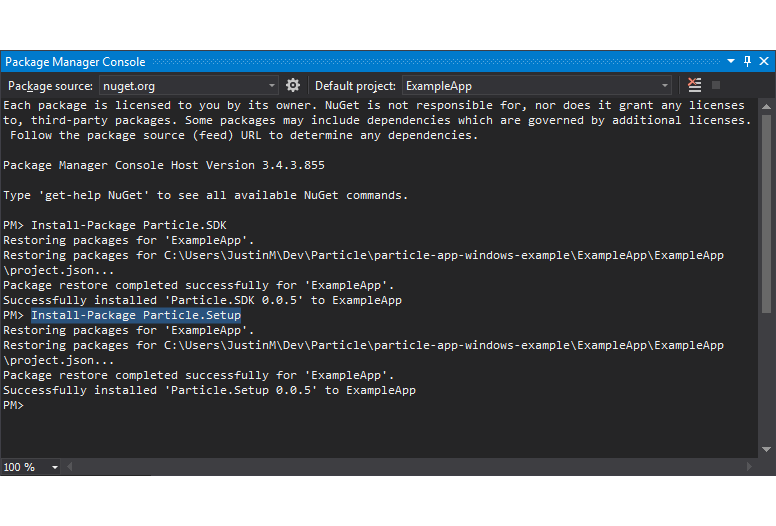 Package Manager Console
Package source: nuget.org Default project: ExampleApp
Each package is licensed to you by its owner. NuGet is not responsible for, nor does it grant any licenses
to, third-party packages. Some packages may include dependencies which are governed by additional licenses.
Follow the package source (feed) URL to determine any dependencies.
Package Manager Console Host Version 3.4.3.855
Type 'get-help NuGet' to see all available NuGet commands.
PM> Install-Package Particle.SDK
Restoring packages for 'ExampleApp'.
Restoring packages for C:\Users\JustinM\Dev\Particle\particle-app-windows-example\ExampleApp\ExampleApp
\project.json...
Package restore completed successfully for 'ExampleApp'.
Successfully installed 'Particle.SDK 0.0.5' to ExampleApp
PM> Install-Package Particle.Setup
Restoring packages for 'ExampleApp'.
Restoring packages for C:\Users\JustinM\Dev\Particle\particle-app-windows-example\ExampleApp\ExampleApp
\project.json...
Package restore completed successfully for 'ExampleApp'.
Successfully installed 'Particle.Setup 0.0.5' to ExampleApp
PM>
100 %